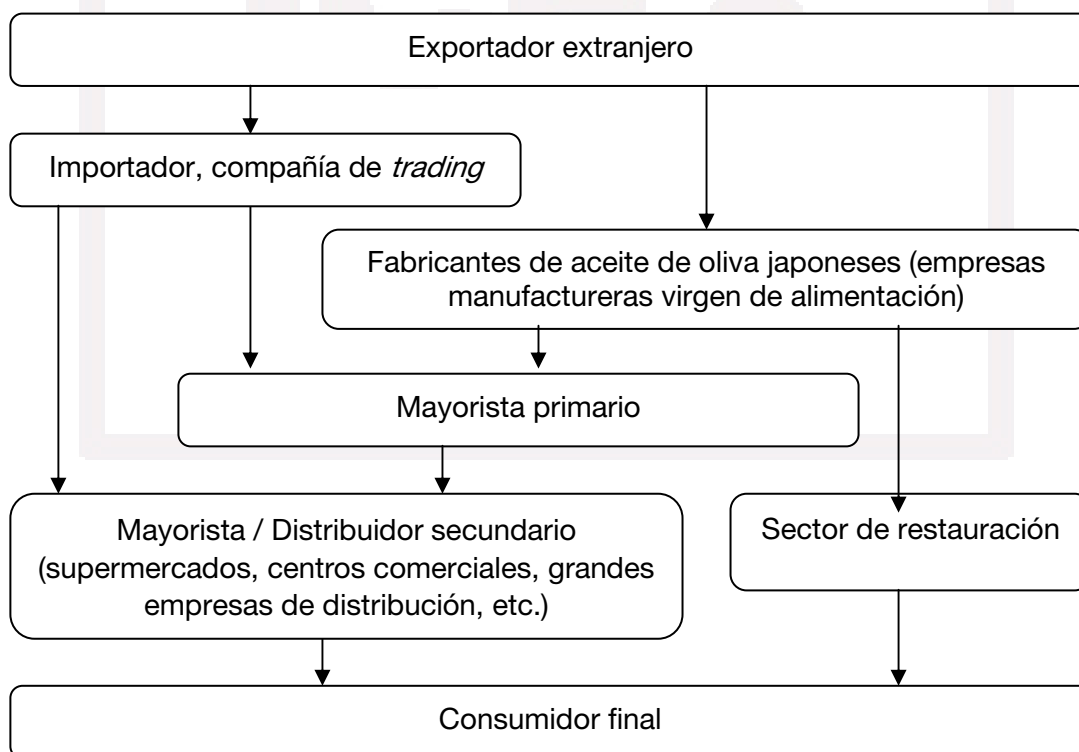 Exportador extranjero
Importador, compañía de trading
Fabricantes de aceite de oliva japoneses (empresas
manufactureras virgen de alimentación)
Mayorista primario
Mayorista / Distribuidor secundario
(supermercados, centros comerciales, grandes
empresas de distribución, etc.)
Sector de restauración
Consumidor final